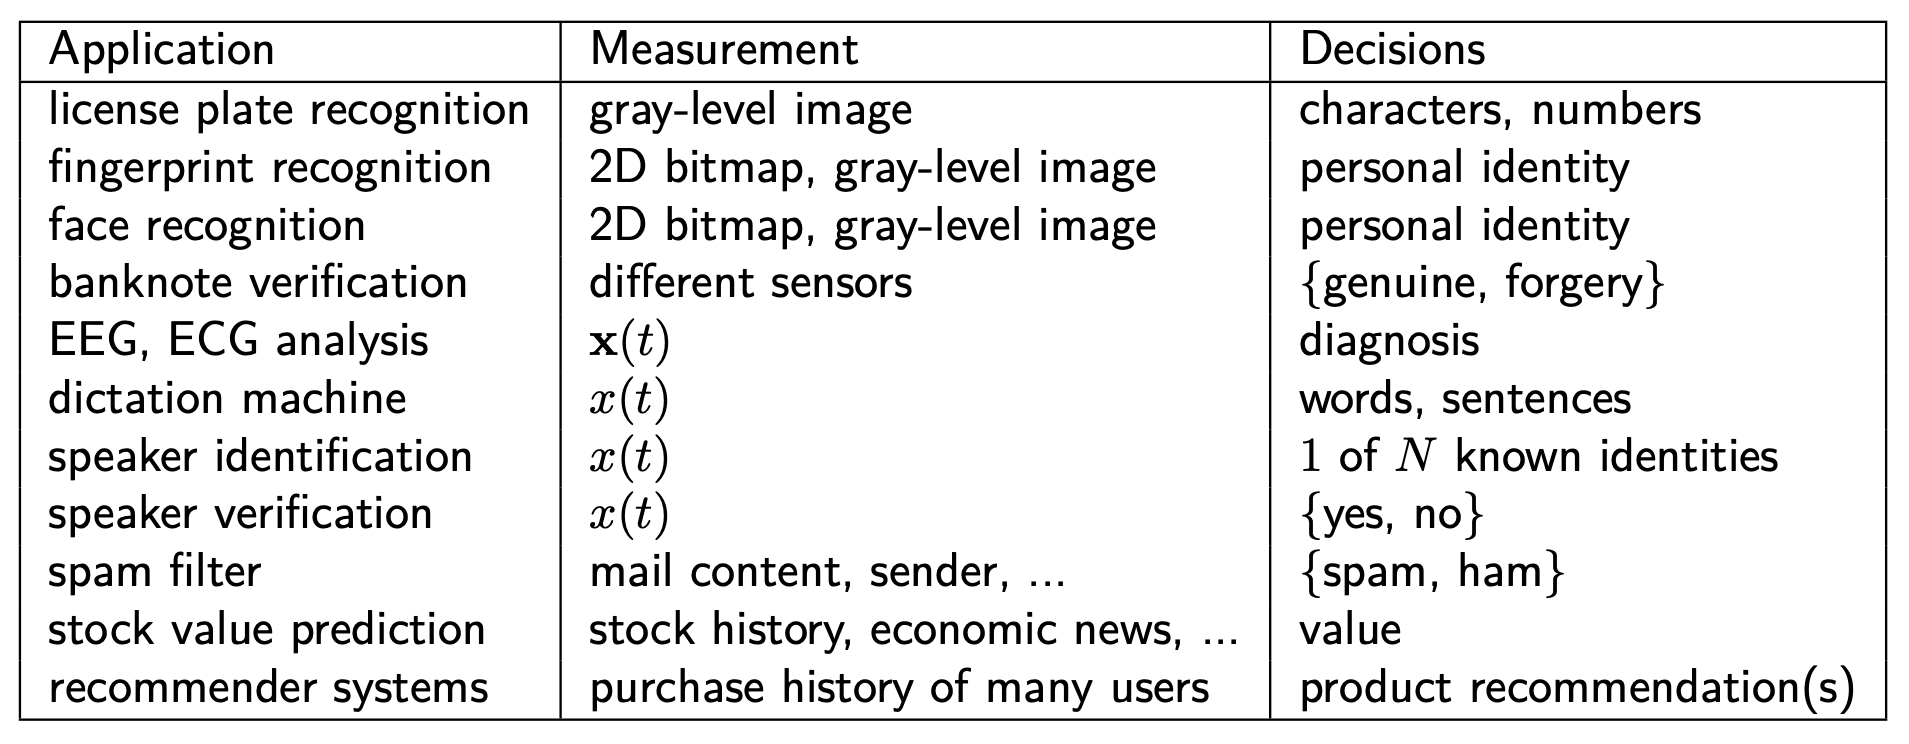 Application Measurement Decisions
license plate recognition gray-level image characters, numbers
fingerprint recognition 2D bitmap, gray-level image personal identity
face recognition 2D bitmap, gray-level image personal identity
banknote verification different sensors {genuine, forgery}
EEG, ECG analysis x(t) diagnosis
dictation machine x(t) words, sentences
speaker identification x(t) 1 of N known identities
speaker verification x(t) {yes, no}
spam filter mail content, sender, ... {spam, ham}
stock value prediction stock history, economic news, ... value
recommender systems purchase history of many users product recommendation(s)